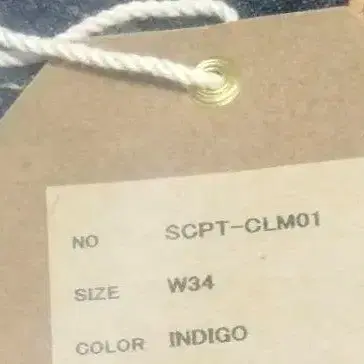 NO SCPT-CLM01
SIZE W34
COLOR INDIGO